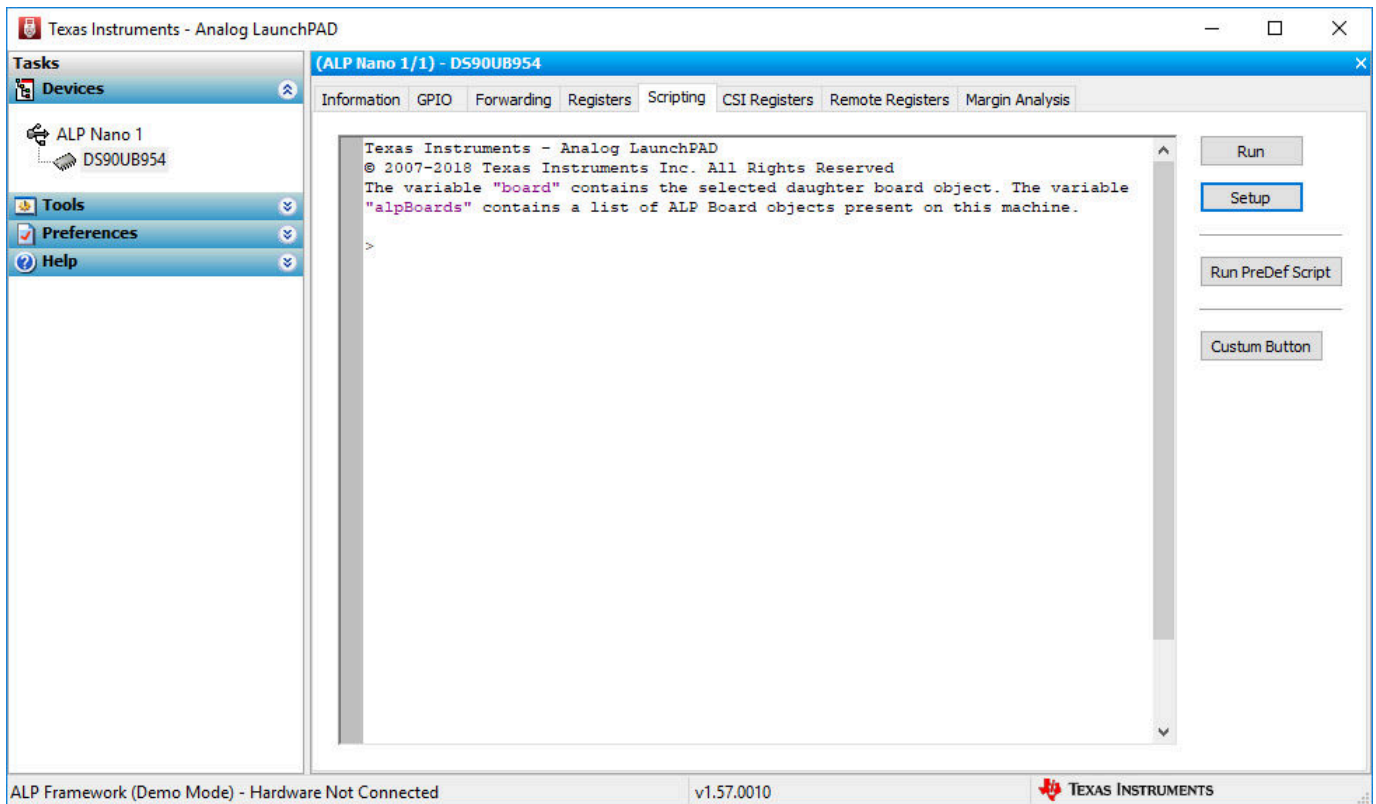 Texas Instruments - Analog LaunchPAD
Tasks
Devices
ALP Nano 1
DS90UB954
Tools
Preferences
Help
(ALP Nano 1/1) - DS90UB954
Information GPIO Forwarding Registers Scripting CSI Registers Remote Registers Margin Analysis
Texas Instruments - Analog LaunchPAD
© 2007-2018 Texas Instruments Inc. All Rights Reserved
The variable "board" contains the selected daughter board object. The variable
"alpBoards" contains a list of ALP Board objects present on this machine.
>
Run
Setup
Run PreDef Script
Custum Button
ALP Framework (Demo Mode) - Hardware Not Connected v1.57.0010 TEXAS INSTRUMENTS